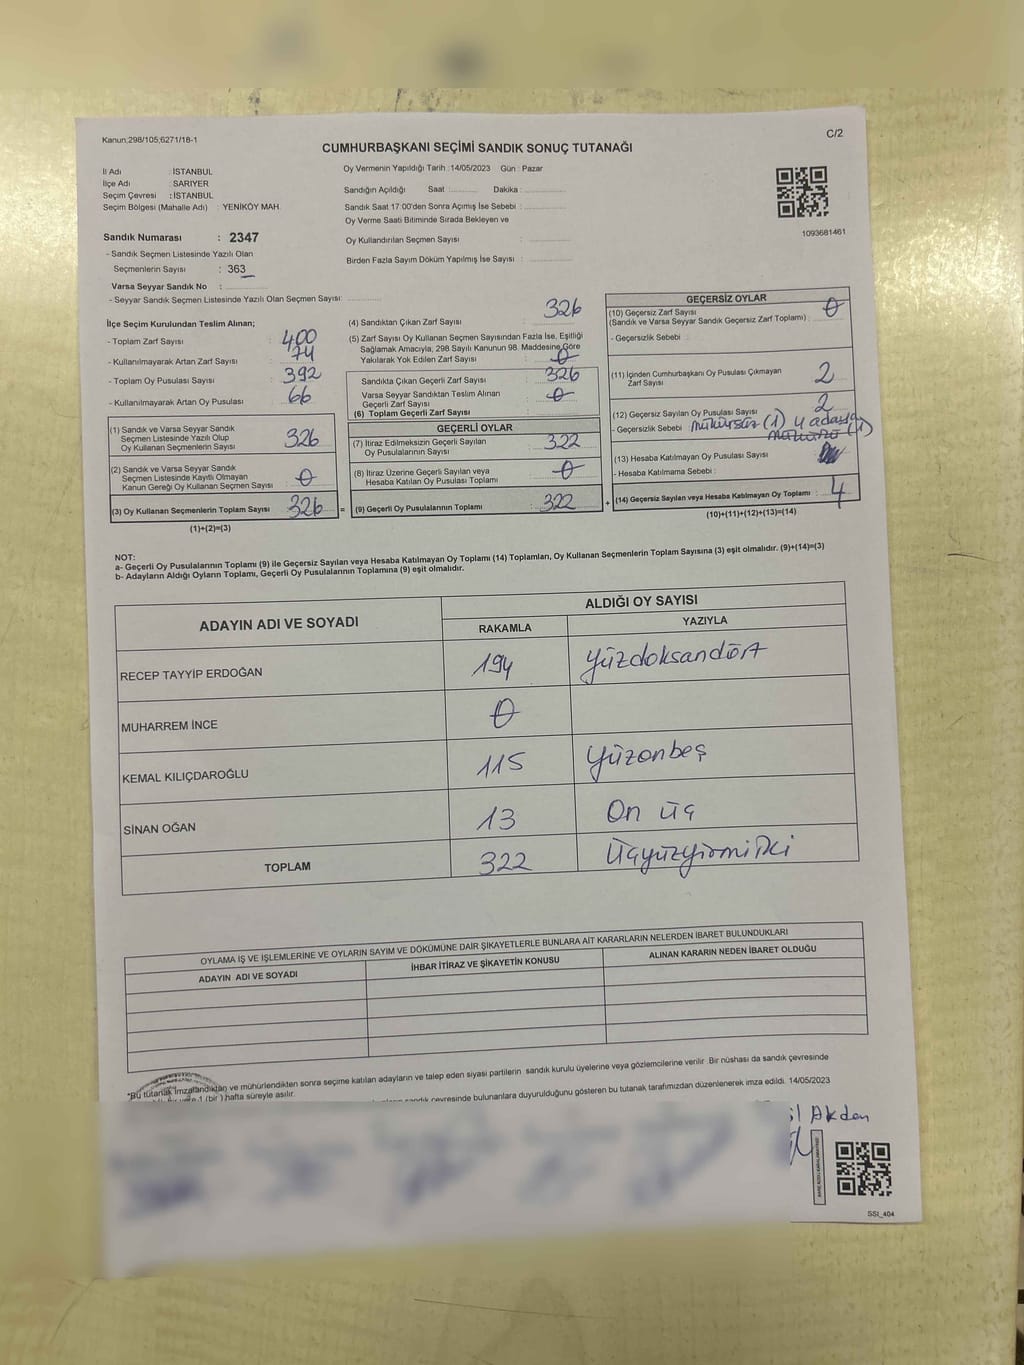 Kanun;298/105;6271/18-1
C/2
CUMHURBAŞKANI SEÇİMİ SANDIK SONUÇ TUTANAĞI
İl Adı : İSTANBUL
İlçe Adı : SARIYER
Seçim Çevresi : İSTANBUL
Seçim Bölgesi (Mahalle Adı) : YENİKÖY MAH.
Sandık Numarası : 2347
- Sandık Seçmen Listesinde Yazılı Olan
Seçmenlerin Sayısı : 363
Varsa Seyyar Sandık No :
- Seyyar Sandık Seçmen Listesinde Yazılı Olan Seçmen Sayısı:
Oy Vermenin Yapıldığı Tarih : 14/05/2023 Gün : Pazar
Sandığın Açıldığı Saat Dakika :
Sandık Saat 17:00'den Sonra Açımış İse Sebebi :
Oy Verme Saati Bitiminde Sırada Bekleyen ve
Oy Kullandırılan Seçmen Sayısı :
Birden Fazla Sayım Döküm Yapılmış İse Sayısı :
1093681461
İlçe Seçim Kurulundan Teslim Alınan;
- Toplam Zarf Sayısı : 400
- Kullanılmayarak Artan Zarf Sayısı : 74
- Toplam Oy Pusulası Sayısı : 392
- Kullanılmayarak Artan Oy Pusulası : 66
(1) Sandık ve Varsa Seyyar Sandık
Seçmen Listesinde Yazılı Olup
Oy Kullanan Seçmenlerin Sayısı : 326
(2) Sandık ve Varsa Seyyar Sandık
Seçmen Listesinde Kayıtlı Olmayan
Kanun Gereği Oy Kullanan Seçmen Sayısı : 0
(3) Oy Kullanan Seçmenlerin Toplam Sayısı : 326 =
(1)+(2)=(3)
(4) Sandıktan Çıkan Zarf Sayısı : 326
(5) Zarf Sayısı Oy Kullanan Seçmen Sayısından Fazla İse, Eşitliği
Sağlamak Amacıyla; 298 Sayılı Kanunun 98. Maddesine Göre
Yakılarak Yok Edilen Zarf Sayısı : 0
Sandıkta Çıkan Geçerli Zarf Sayısı : 326
Varsa Seyyar Sandıktan Teslim Alınan
Geçerli Zarf Sayısı : 0
(6) Toplam Geçerli Zarf Sayısı :
GEÇERLİ OYLAR
(7) İtiraz Edilmeksizin Geçerli Sayılan
Oy Pusulasının Sayısı : 322
(8) İtiraz Üzerine Geçerli Sayılan veya
Hesaba Katılan Oy Pusulası Toplamı : 0
(9) Geçerli Oy Pusulalarının Toplamı : 322 +
GEÇERSİZ OYLAR
(10) Geçersiz Zarf Sayısı
(Sandık ve Varsa Seyyar Sandık Geçersiz Zarf Toplamı) : 0
- Geçersizlik Sebebi :
(11) İçinden Cumhurbaşkanı Oy Pusulası Çıkmayan
Zarf Sayısı : 2
(12) Geçersiz Sayılan Oy Pusulası Sayısı : 2
- Geçersizlik Sebebi : mühürsüz (1) 4 adaya
(1)
(13) Hesaba Katılmayan Oy Pusulası Sayısı :
- Hesaba Katılmama Sebebi :
(14) Geçersiz Sayılan veya Hesaba Katılmayan Oy Toplamı : 4
(10)+(11)+(12)+(13)=(14)
NOT:
a- Geçerli Oy Pusulalarının Toplamı (9) ile Geçersiz Sayılan veya Hesaba Katılmayan Oy Toplamı (14) Toplamları, Oy Kullanan Seçmenlerin Toplam Sayısına (3) eşit olmalıdır. (9)+(14)=(3)
b- Adayların Aldığı Oyların Toplamı, Geçerli Oy Pusulalarının Toplamına (9) eşit olmalıdır.
ADAYIN ADI VE SOYADI
ALDIĞI OY SAYISI
RAKAMLA YAZIYLA
RECEP TAYYİP ERDOĞAN 194 Yüzdoksandört
MUHARREM İNCE 0
KEMAL KILIÇDAROĞLU 115 Yüzonbeş
SİNAN OĞAN 13 On üç
TOPLAM 322 Üçyüzyirmiiki
OYLAMA İŞ VE İŞLEMLERİNE VE OYLARIN SAYIM VE DÖKÜMÜNE DAİR ŞİKAYETLERLE BUNLARA AİT KARARLARIN NELERDEN İBARET BULUNDUKLARI
ADAYIN ADI VE SOYADI İHBAR İTİRAZ VE ŞİKAYETİN KONUSU ALINAN KARARIN NEDEN İBARET OLDUĞU
*Bu tutanak imzalandıktan ve mühürlendikten sonra seçime katılan adayların ve talep eden siyasi partilerin sandık kurulu üyelerine veya gözlemcilerine verilir .Bir nüshası da sandık çevresinde
1 (bir ) hafta süreyle asılır.
sandık çevresinde bulunanlara duyurulduğunu gösteren bu tutanak tarafımızdan düzenlenerek imza edildi. 14/05/2023
Akdan
SSI_404